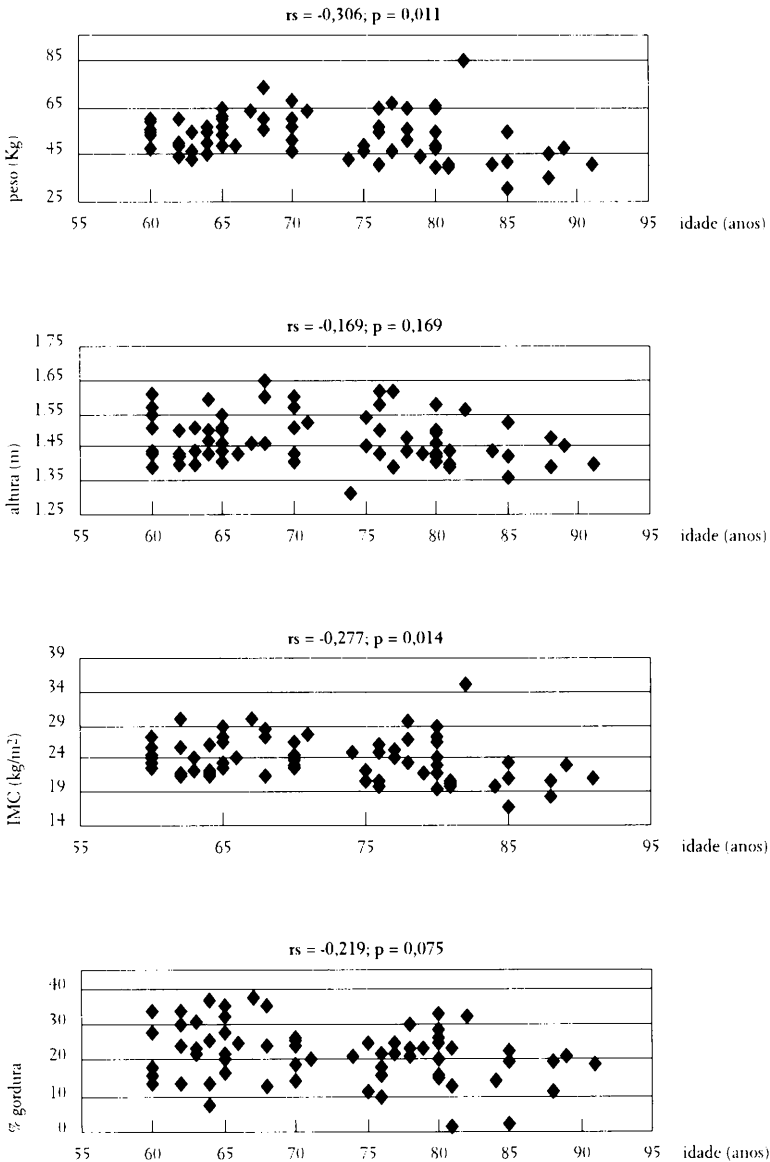 rs = -0,306; p = 0,011
peso (Kg)
85
65
45
25
55 60 65 70 75 80 85 90 95 idade (anos)
rs = -0,169; p = 0,169
altura (m)
1.75
1.65
1.55
1.45
1.35
1.25
55 60 65 70 75 80 85 90 95 idade (anos)
rs = -0,277; p = 0,014
IMC (kg/m²)
39
34
29
24
19
14
55 65 75 85 95 idade (anos)
rs = -0,219; p = 0,075
% gordura
40
30
20
10
0
55 60 65 70 75 80 85 90 95 idade (anos)